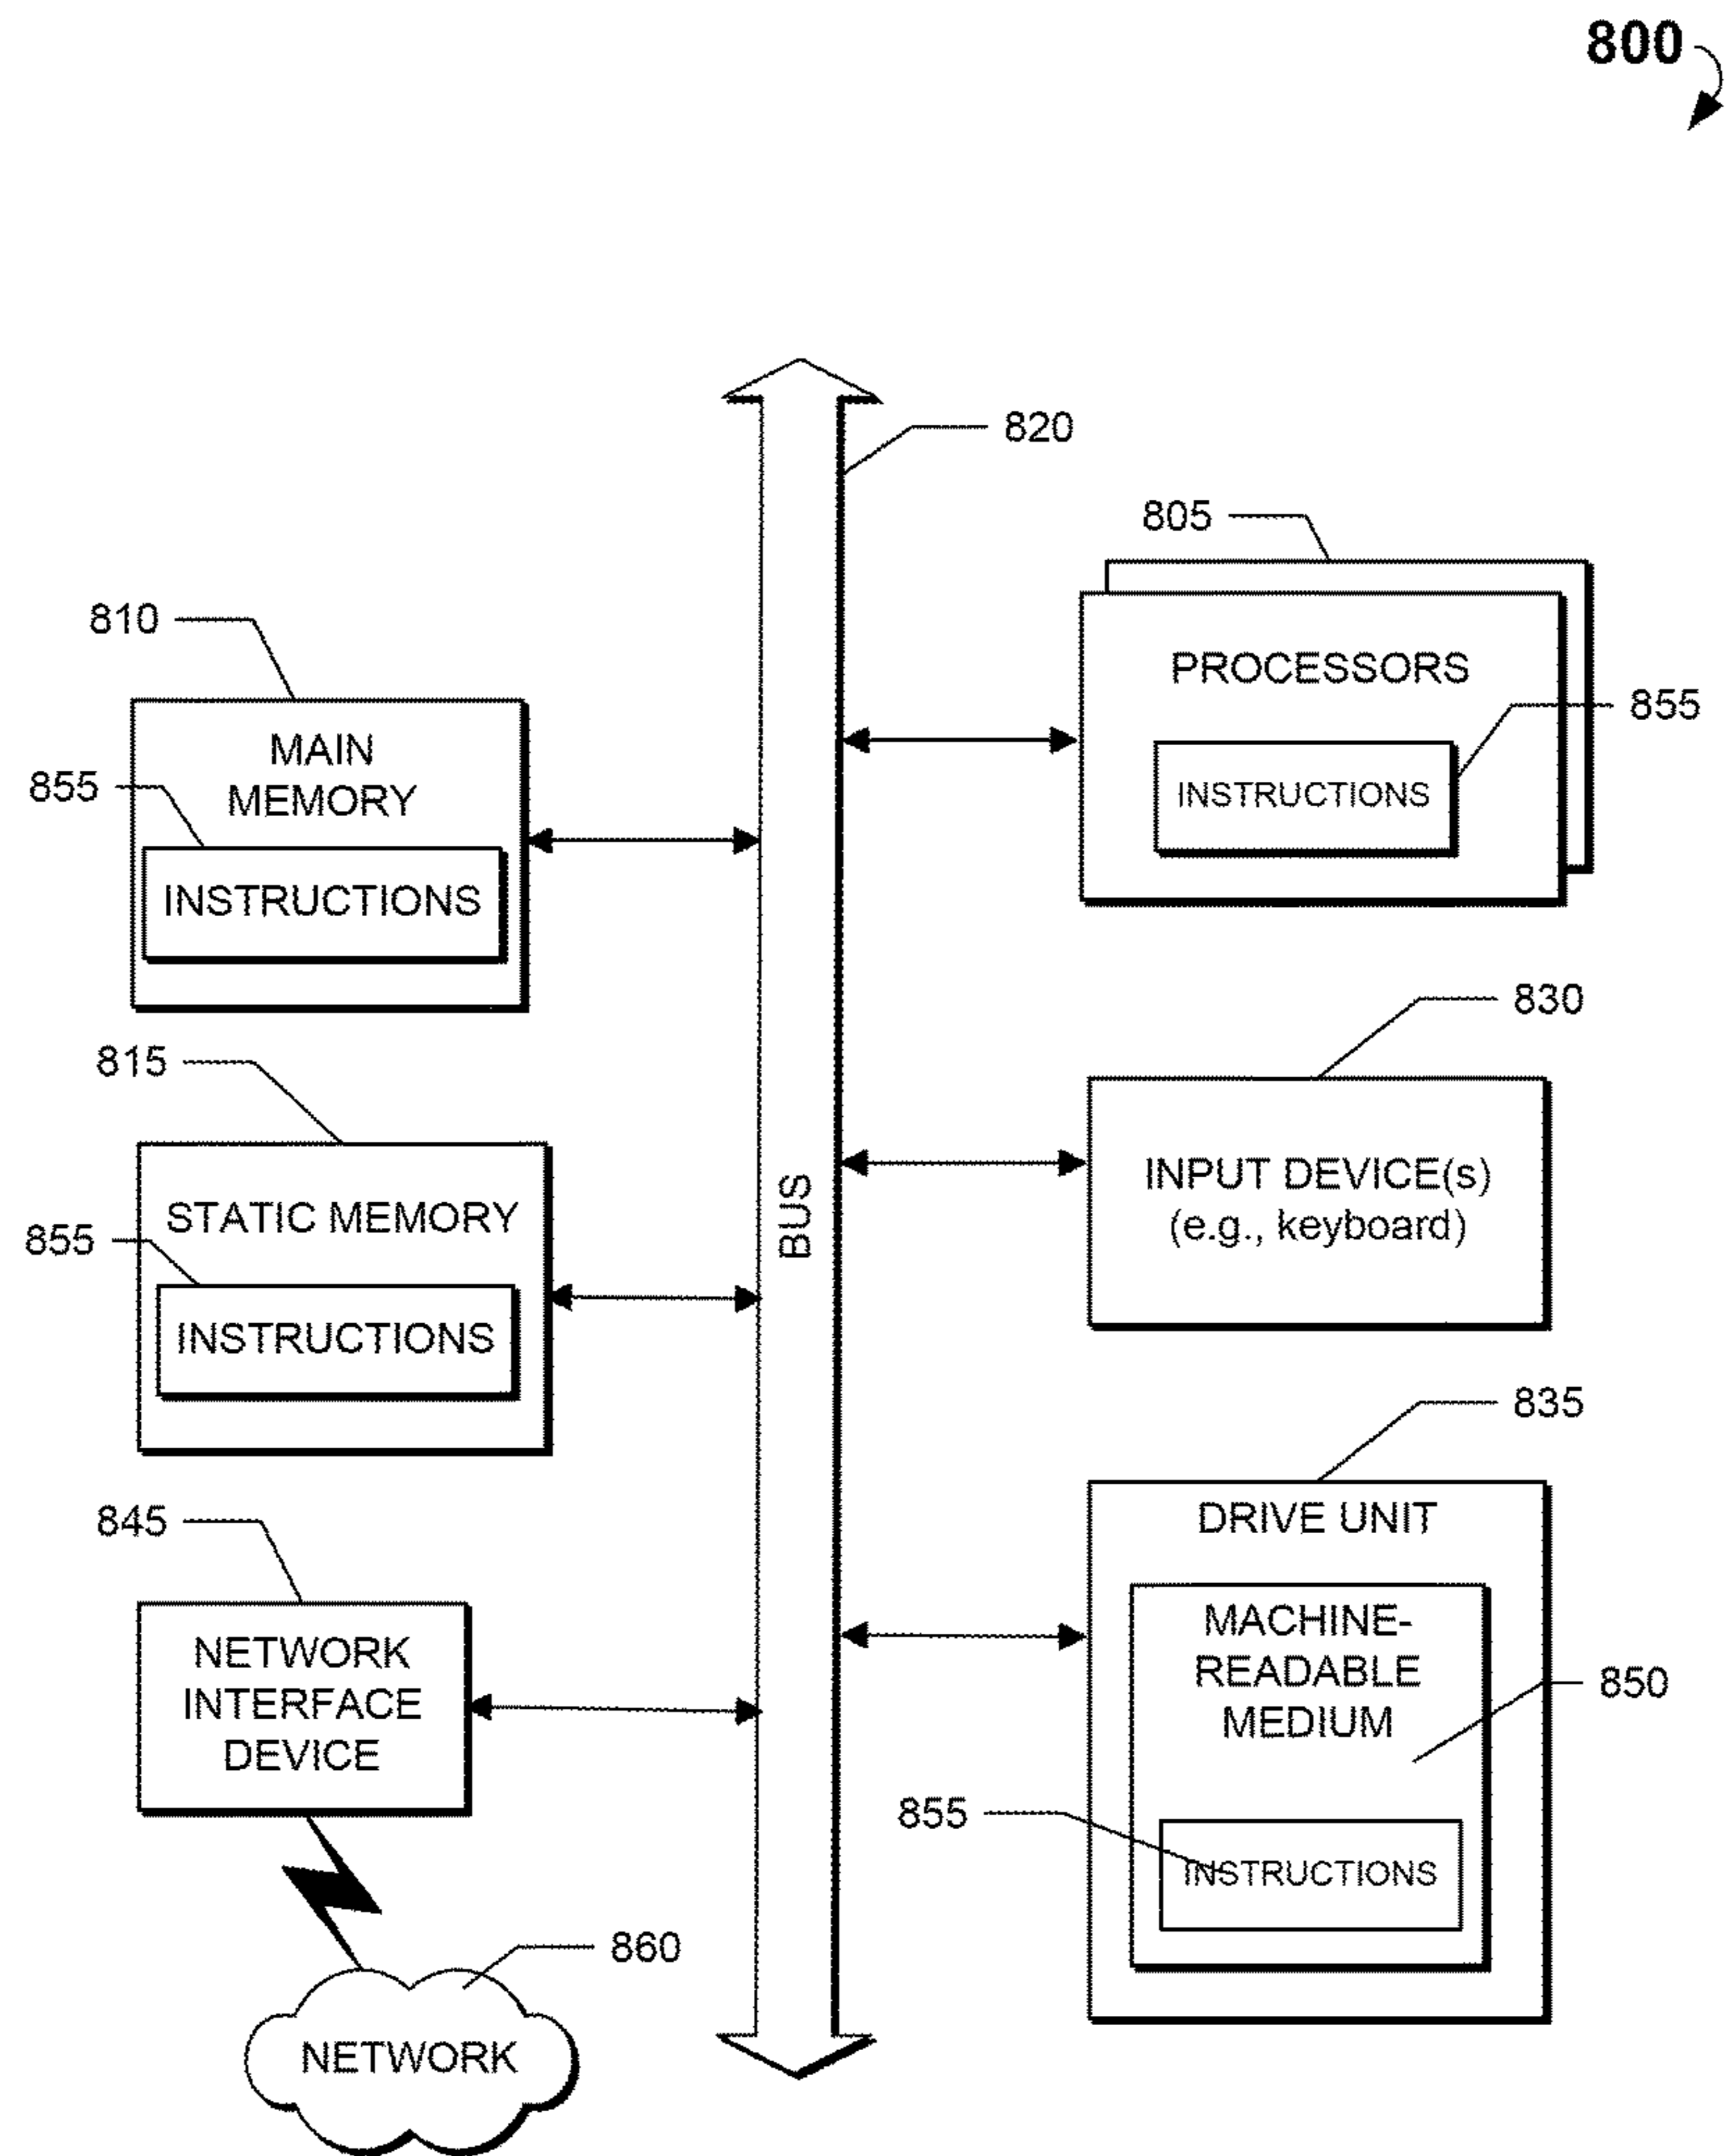 800
820
805
PROCESSORS
855
INSTRUCTIONS
810
MAIN
MEMORY
855
INSTRUCTIONS
830
INPUT DEVICE(s)
(e.g., keyboard)
815
STATIC MEMORY
855
INSTRUCTIONS
BUS
835
DRIVE UNIT
MACHINE-
READABLE
MEDIUM
850
855
INSTRUCTIONS
845
NETWORK
INTERFACE
DEVICE
860
NETWORK